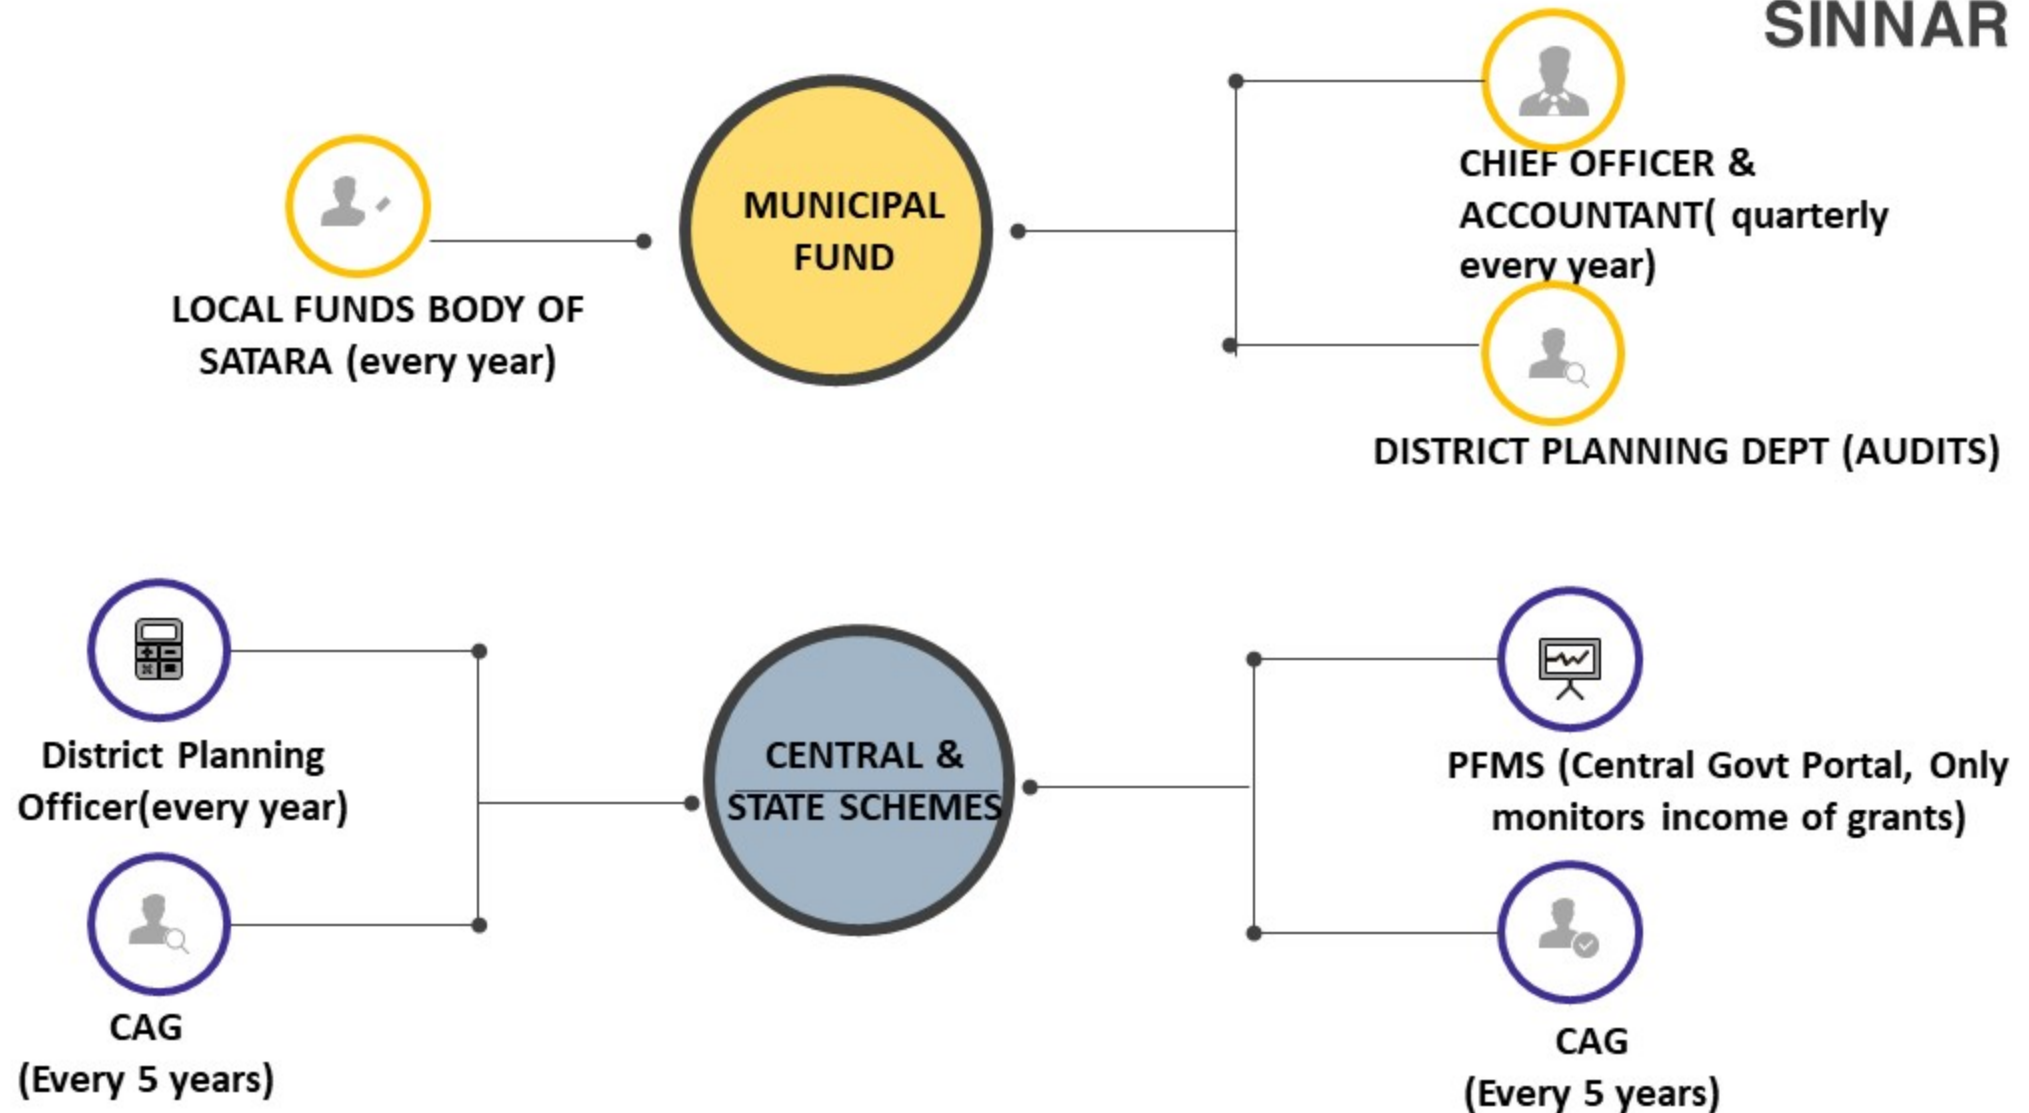 SINNAR
MUNICIPAL
FUND
LOCAL FUNDS BODY OF
SATARA (every year)
CHIEF OFFICER &
ACCOUNTANT( quarterly
every year)
DISTRICT PLANNING DEPT (AUDITS)
CENTRAL &
STATE SCHEMES
District Planning
Officer(every year)
CAG
(Every 5 years)
PFMS (Central Govt Portal, Only
monitors income of grants)
CAG
(Every 5 years)